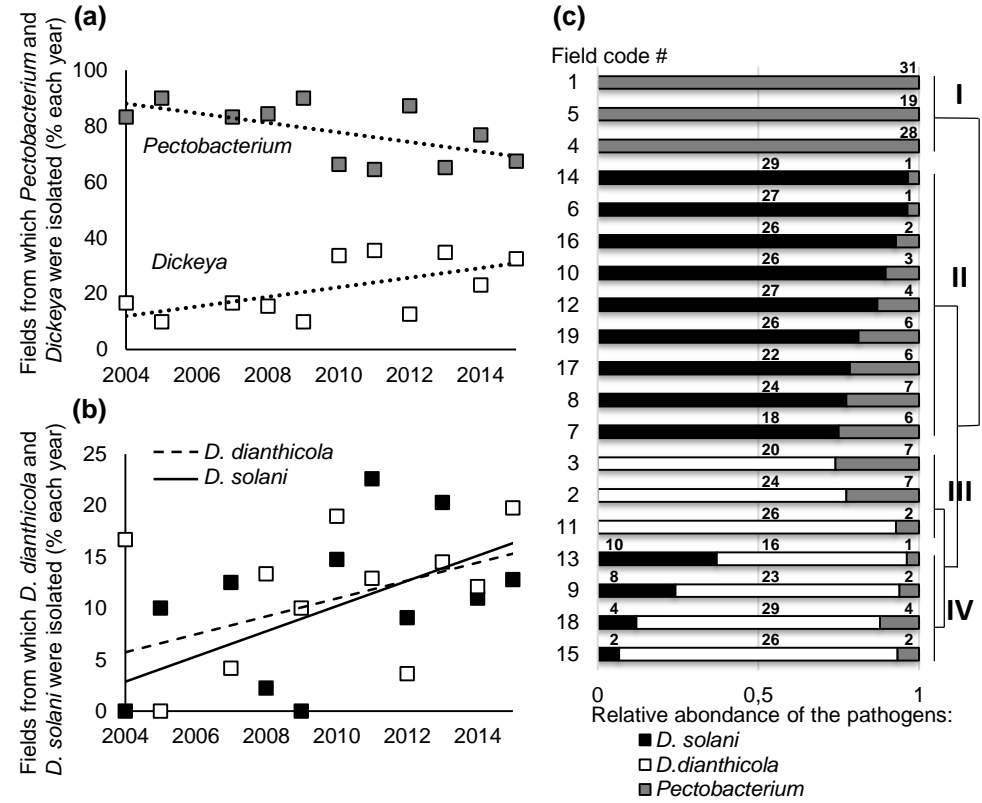 (a)
Fields from which Pectobacterium and
Dickeya were isolated (% each year)
100
80
60
40
20
0
Pectobacterium
Dickeya
2004 2006 2008 2010 2012 2014
(b)
Fields from which D. dianthicola and
D. solani were isolated (% each year)
25
20
15
10
5
0
D. dianthicola
D. solani
2004 2006 2008 2010 2012 2014
(c)
Field code #
1 31
5 19
4 28
14 29 1
6 27 1
16 26 2
10 26 3
12 27 4
19 26 6
17 22 6
8 24 7
7 18 6
3 20 7
2 24 7
11 26 2
13 10 16 1
9 8 23 2
18 4 29 4
15 2 26 2
I
II
III
IV
0 0,5 1
Relative abundance of the pathogens:
D. solani
D.dianthicola
Pectobacterium